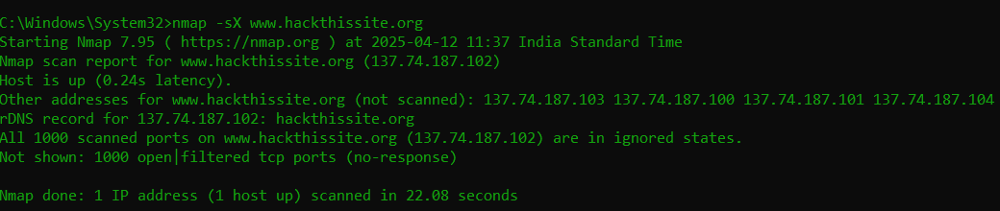 C:\Windows\System32>nmap -sX www.hackthissite.org
Starting Nmap 7.95 ( https://nmap.org ) at 2025-04-12 11:37 India Standard Time
Nmap scan report for www.hackthissite.org (137.74.187.102)
Host is up (0.24s latency).
Other addresses for www.hackthissite.org (not scanned): 137.74.187.103 137.74.187.100 137.74.187.101 137.74.187.104
rDNS record for 137.74.187.102: hackthissite.org
All 1000 scanned ports on www.hackthissite.org (137.74.187.102) are in ignored states.
Not shown: 1000 open|filtered tcp ports (no-response)
Nmap done: 1 IP address (1 host up) scanned in 22.08 seconds